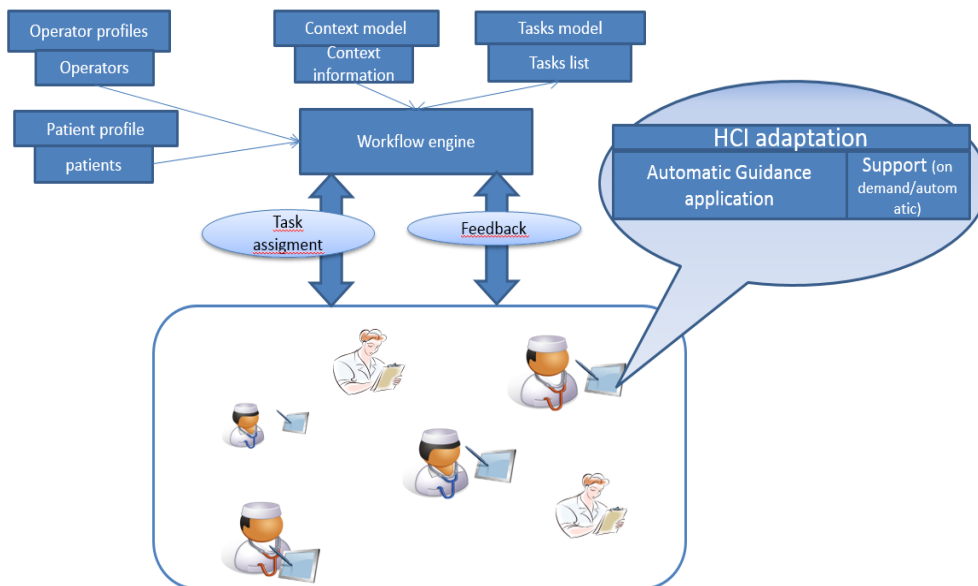 Operator profiles
Operators
Context model
Context
information
Tasks model
Tasks list
Patient profile
patients
Workflow engine
HCI adaptation
Automatic Guidance
application
Support (on
demand/autom
atic)
Task
assigment
Feedback